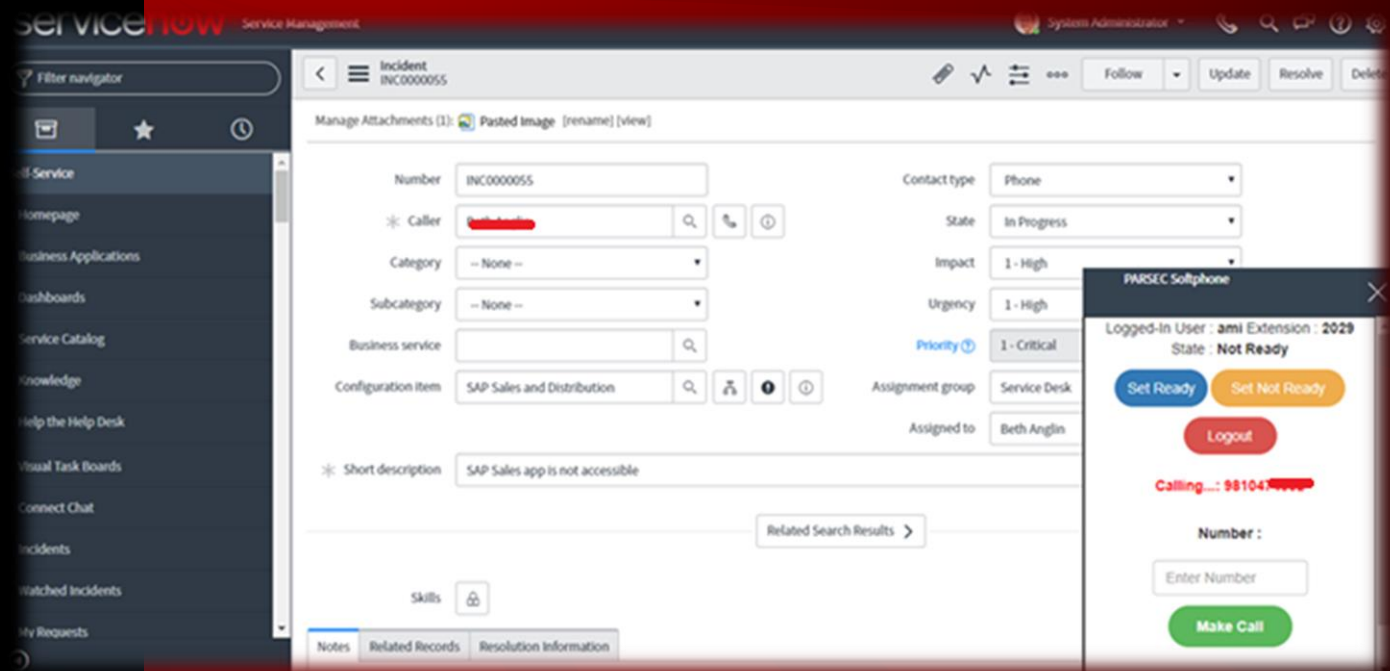 servicenow Service Management
System Administrator
Filter navigator
Self-Service
Homepage
Business Applications
Dashboards
Service Catalog
Knowledge
Help the Help Desk
Visual Task Boards
Connect Chat
Incidents
Watched Incidents
My Requests
Incident
INC0000055
Follow Update Resolve Delete
Manage Attachments (1): Pasted Image [rename] [view]
Number INC0000055
Caller
Category -- None --
Subcategory -- None --
Business service
Configuration item SAP Sales and Distribution
Short description SAP Sales app is not accessible
Contact type Phone
State In Progress
Impact 1 - High
Urgency 1 - High
Priority 1 - Critical
Assignment group Service Desk
Assigned to Beth Anglin
Related Search Results
Skills
Notes Related Records Resolution Information
PARSEC Softphone
Logged-In User : ami Extension : 2029
State : Not Ready
Set Ready Set Not Ready
Logout
Calling...: 98104
Number :
Enter Number
Make Call